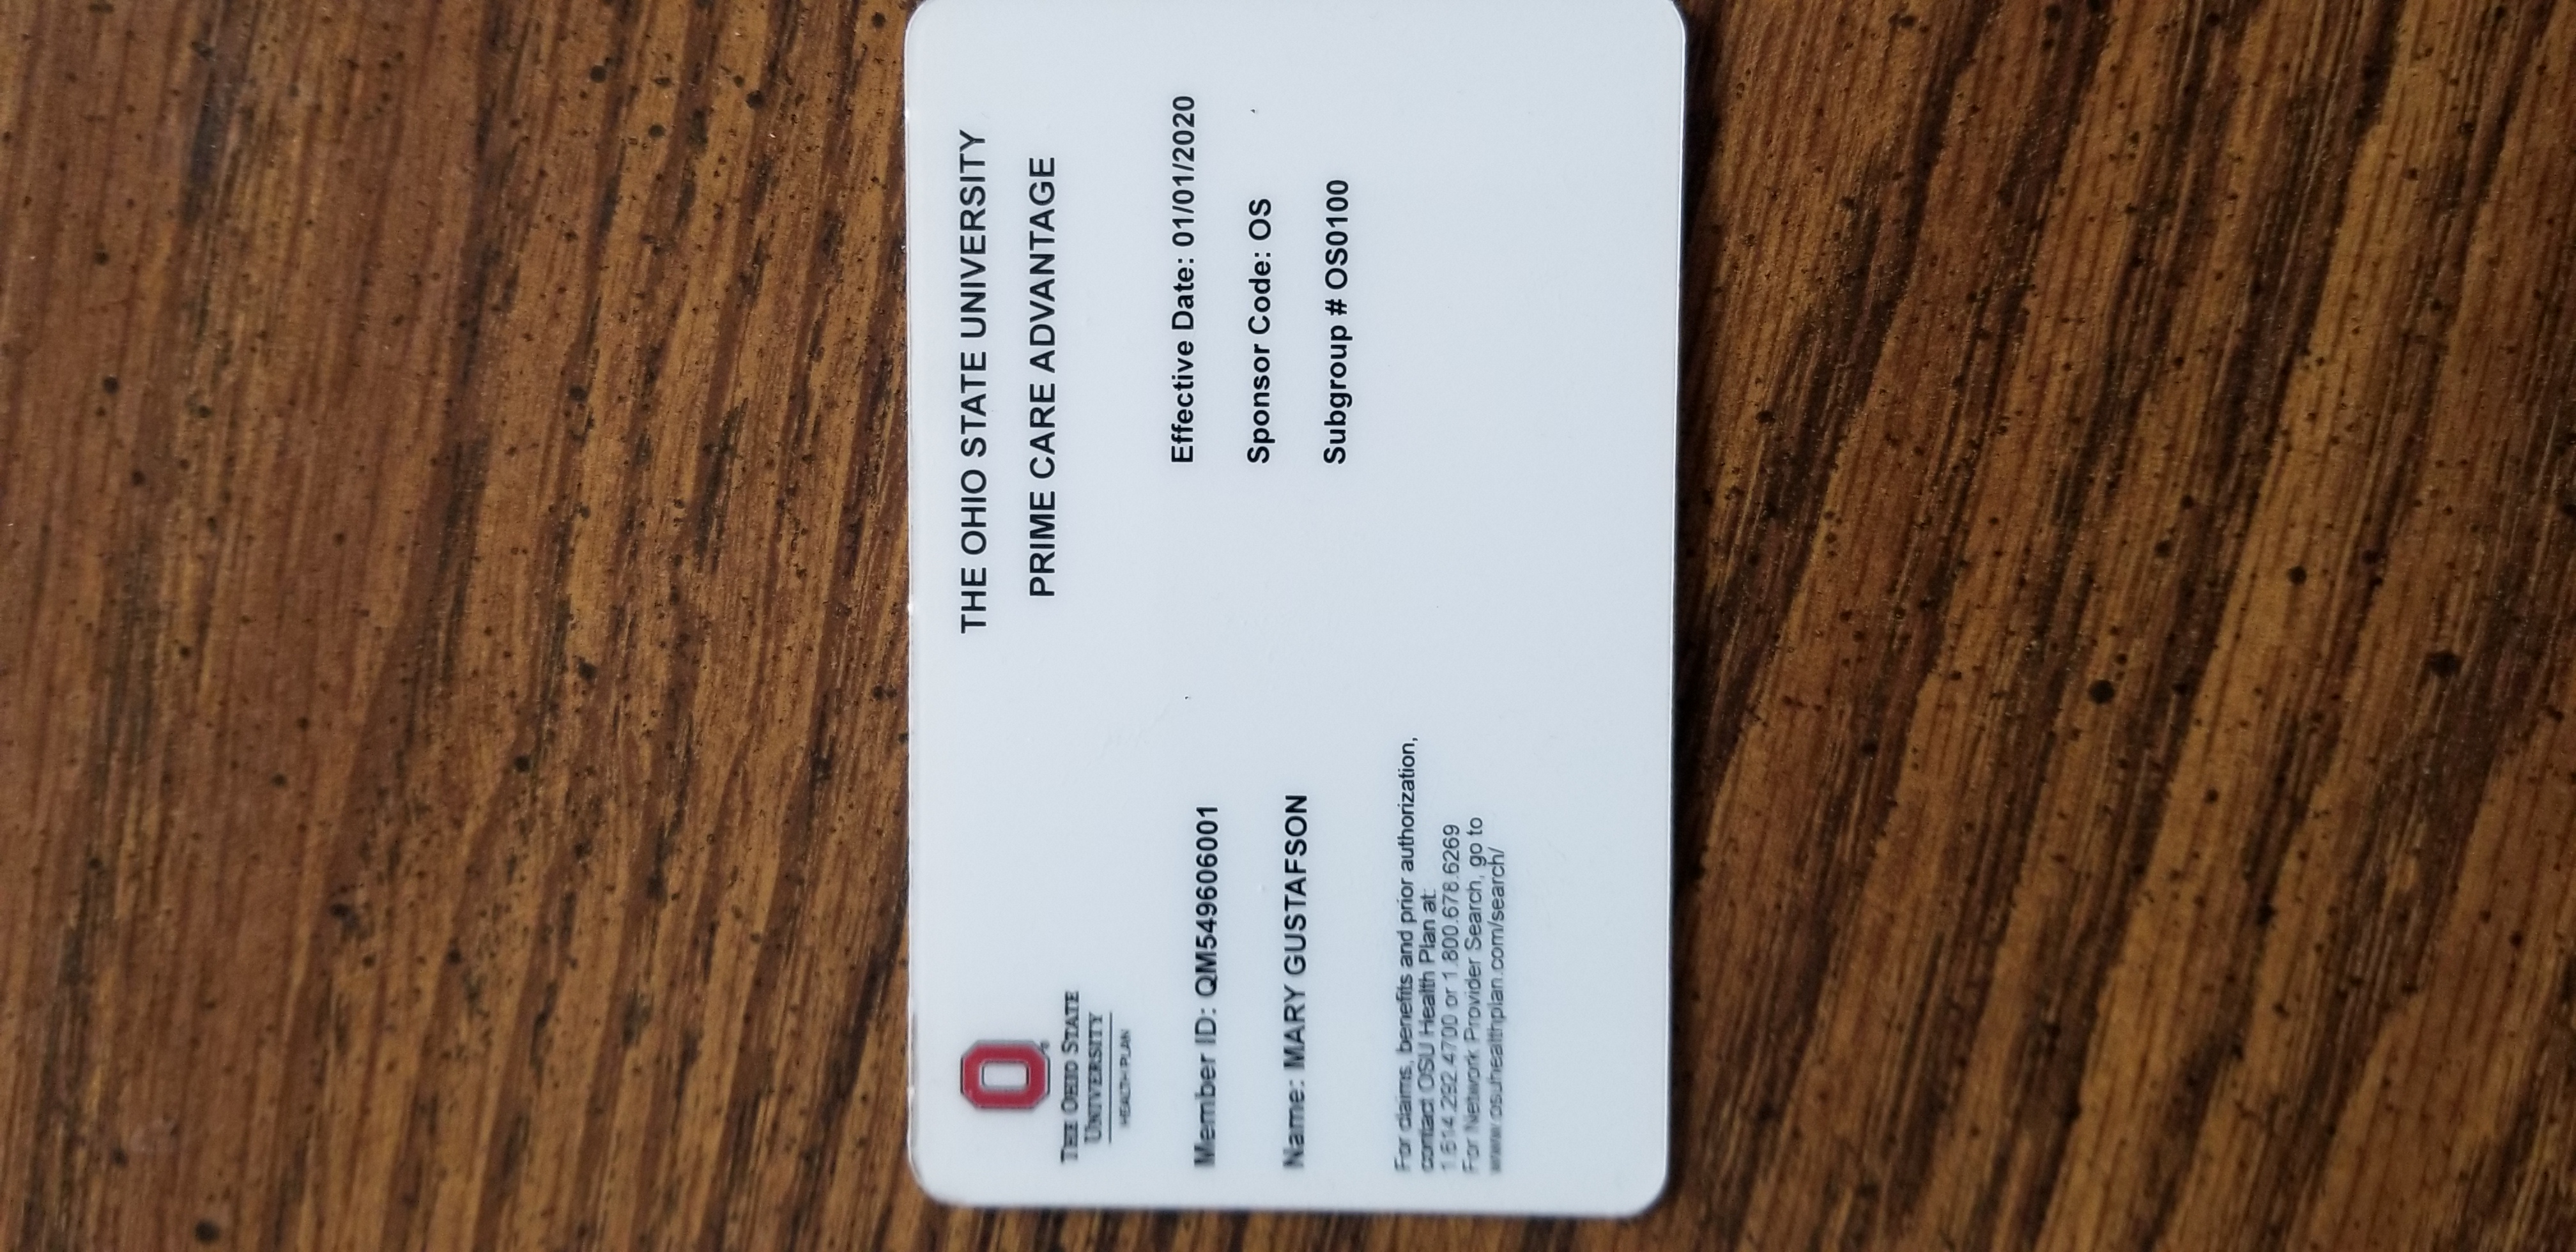 THE OHIO STATE
UNIVERSITY
HEALTH PLAN
THE OHIO STATE UNIVERSITY
PRIME CARE ADVANTAGE
Member ID: QM549606001
Name: MARY GUSTAFSON
Effective Date: 01/01/2020
Sponsor Code: OS
Subgroup # OS0100
For claims, benefits and prior authorization,
contact OSU Health Plan at:
1.614.292.4700 or 1.800.678.6269
For Network Provider Search, go to
www.osuhealthplan.com/search/